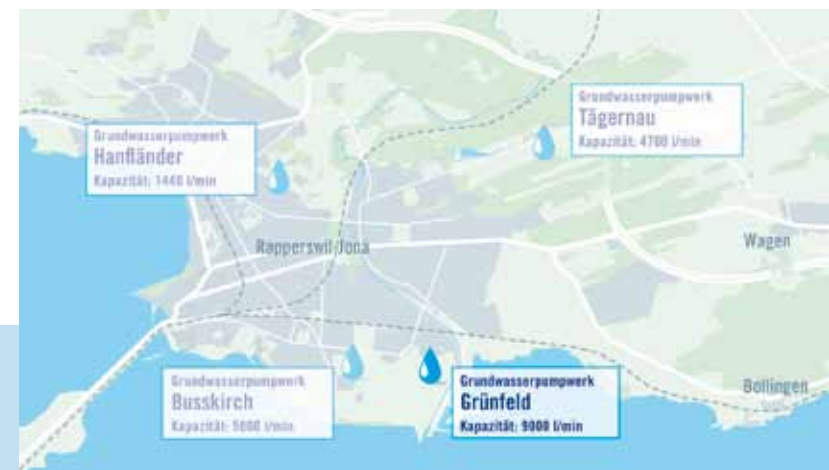 Grundwasserpumpwerk
Tägernau
Kapazität: 4700 l/min
Grundwasserpumpwerk
Hanfländer
Kapazität: 1440 l/min
Rapperswil-Jona
Wagen
Grundwasserpumpwerk
Busskirch
Kapazität: 5000 l/min
Grundwasserpumpwerk
Grünfeld
Kapazität: 9000 l/min
Bollingen